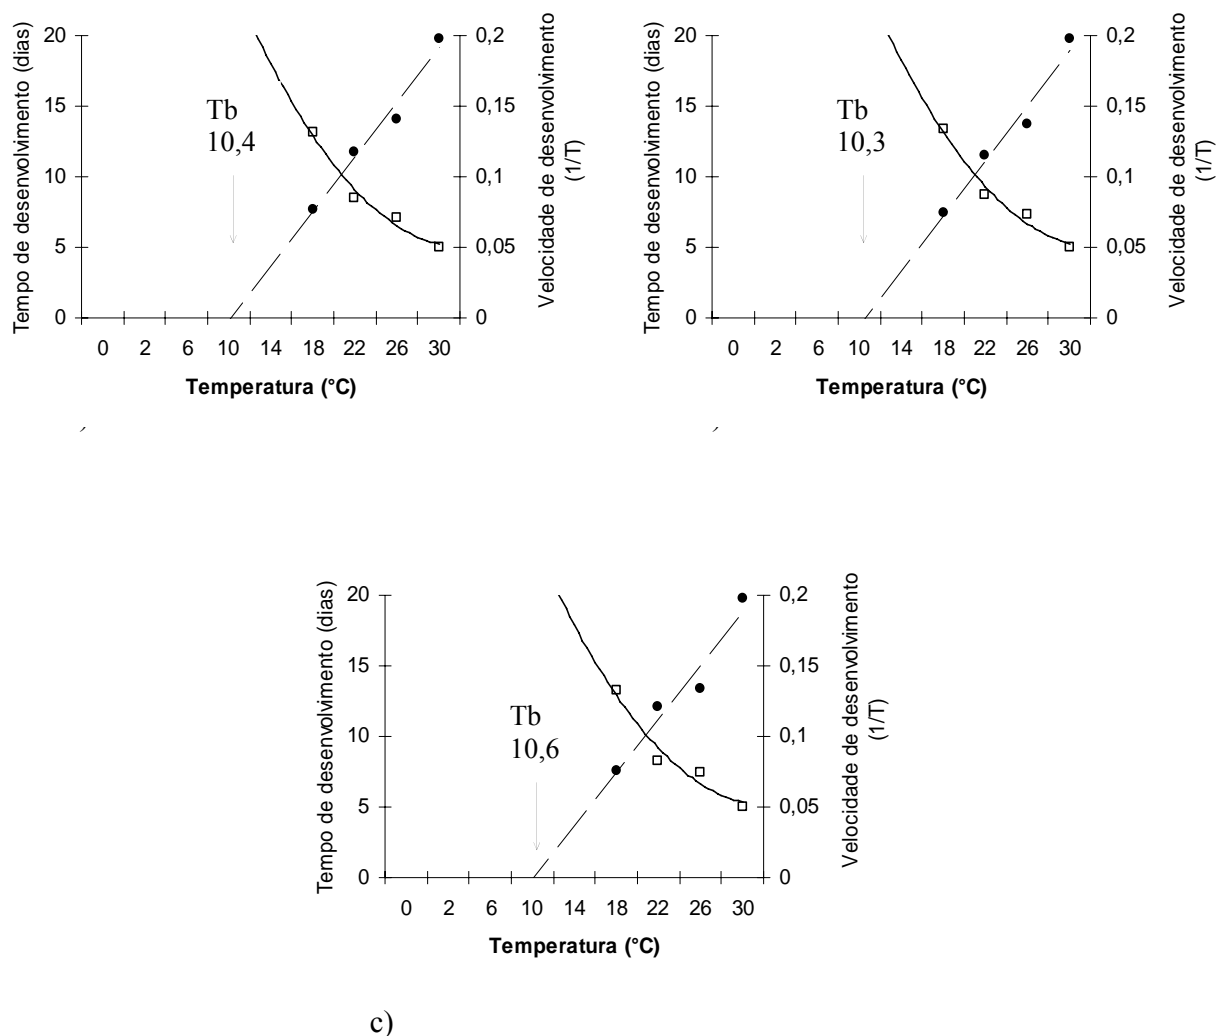 Tempo de desenvolvimento (dias)
20
15
10
5
0
Tb
10,4
0,2
0,15
0,1
0,05
0
Velocidade de desenvolvimento
(1/T)
0 2 6 10 14 18 22 26 30
Temperatura (°C)
Tempo de desenvolvimento (dias)
20
15
10
5
0
Tb
10,3
0,2
0,15
0,1
0,05
0
Velocidade de desenvolvimento
(1/T)
0 2 6 10 14 18 22 26 30
Temperatura (°C)
Tempo de desenvolvimento (dias)
20
15
10
5
0
Tb
10,6
0,2
0,15
0,1
0,05
0
Velocidade de desenvolvimento
(1/T)
0 2 6 10 14 18 22 26 30
Temperatura (°C)
c)